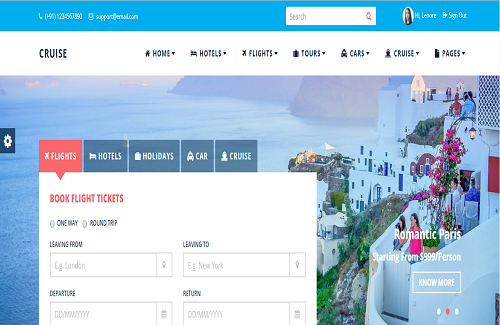 (+91) 1234567890 support@email.com Search Hi, Lenore Sign Out
CRUISE HOME HOTELS FLIGHTS TOURS CARS CRUISE PAGES
FLIGHTS HOTELS HOLIDAYS CAR CRUISE
BOOK FLIGHT TICKETS
ONE WAY ROUND TRIP
LEAVING FROM LEAVING TO
E.g. London E.g. New York
DEPARTURE RETURN
DD/MM/YYYY DD/MM/YYYY
Romantic Paris
Starting From $999/Person
KNOW MORE